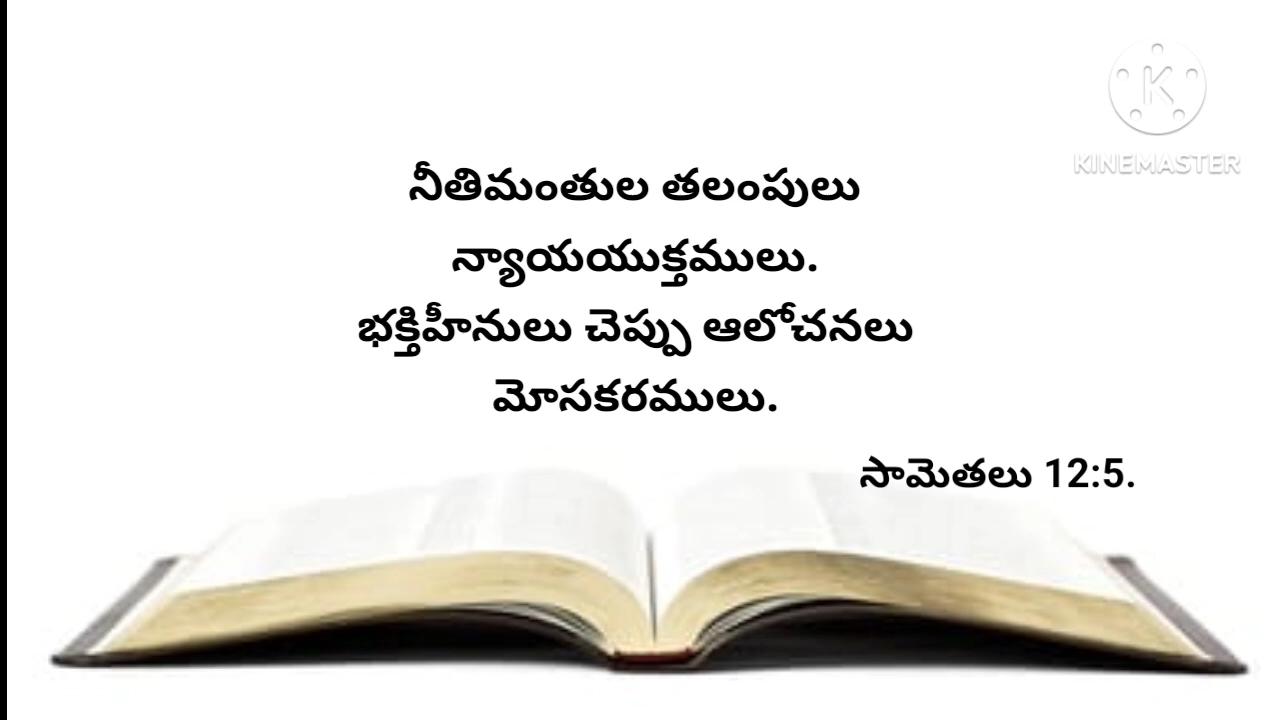 KINEMASTER
నీతిమంతుల తలంపులు
న్యాయయుక్తములు.
భక్తిహీనులు చెప్పు ఆలోచనలు
మోసకరములు.
సామెతలు 12:5.